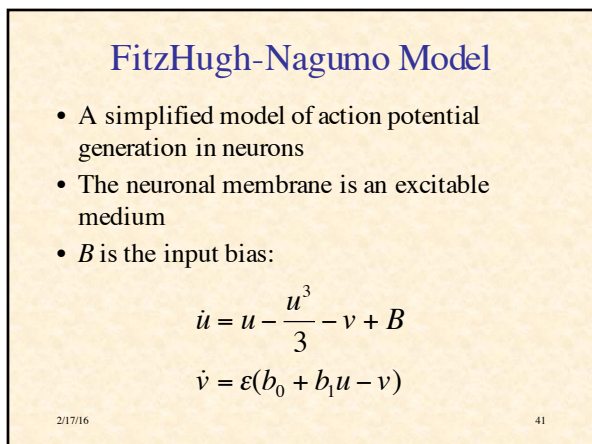 FitzHugh-Nagumo Model
• A simplified model of action potential
generation in neurons
• The neuronal membrane is an excitable
medium
• B is the input bias:
u̇ = u − u³/3 − v + B
v̇ = ε(b₀ + b₁u − v)
2/17/16
41